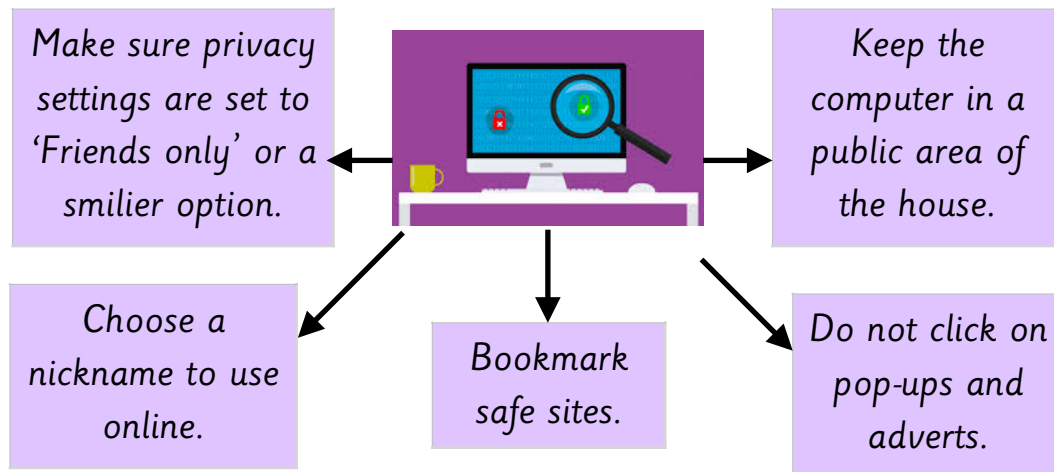 Make sure privacy
settings are set to
‘Friends only’ or a
smilier option.
Keep the
computer in a
public area of
the house.
Choose a
nickname to use
online.
Bookmark
safe sites.
Do not click on
pop-ups and
adverts.